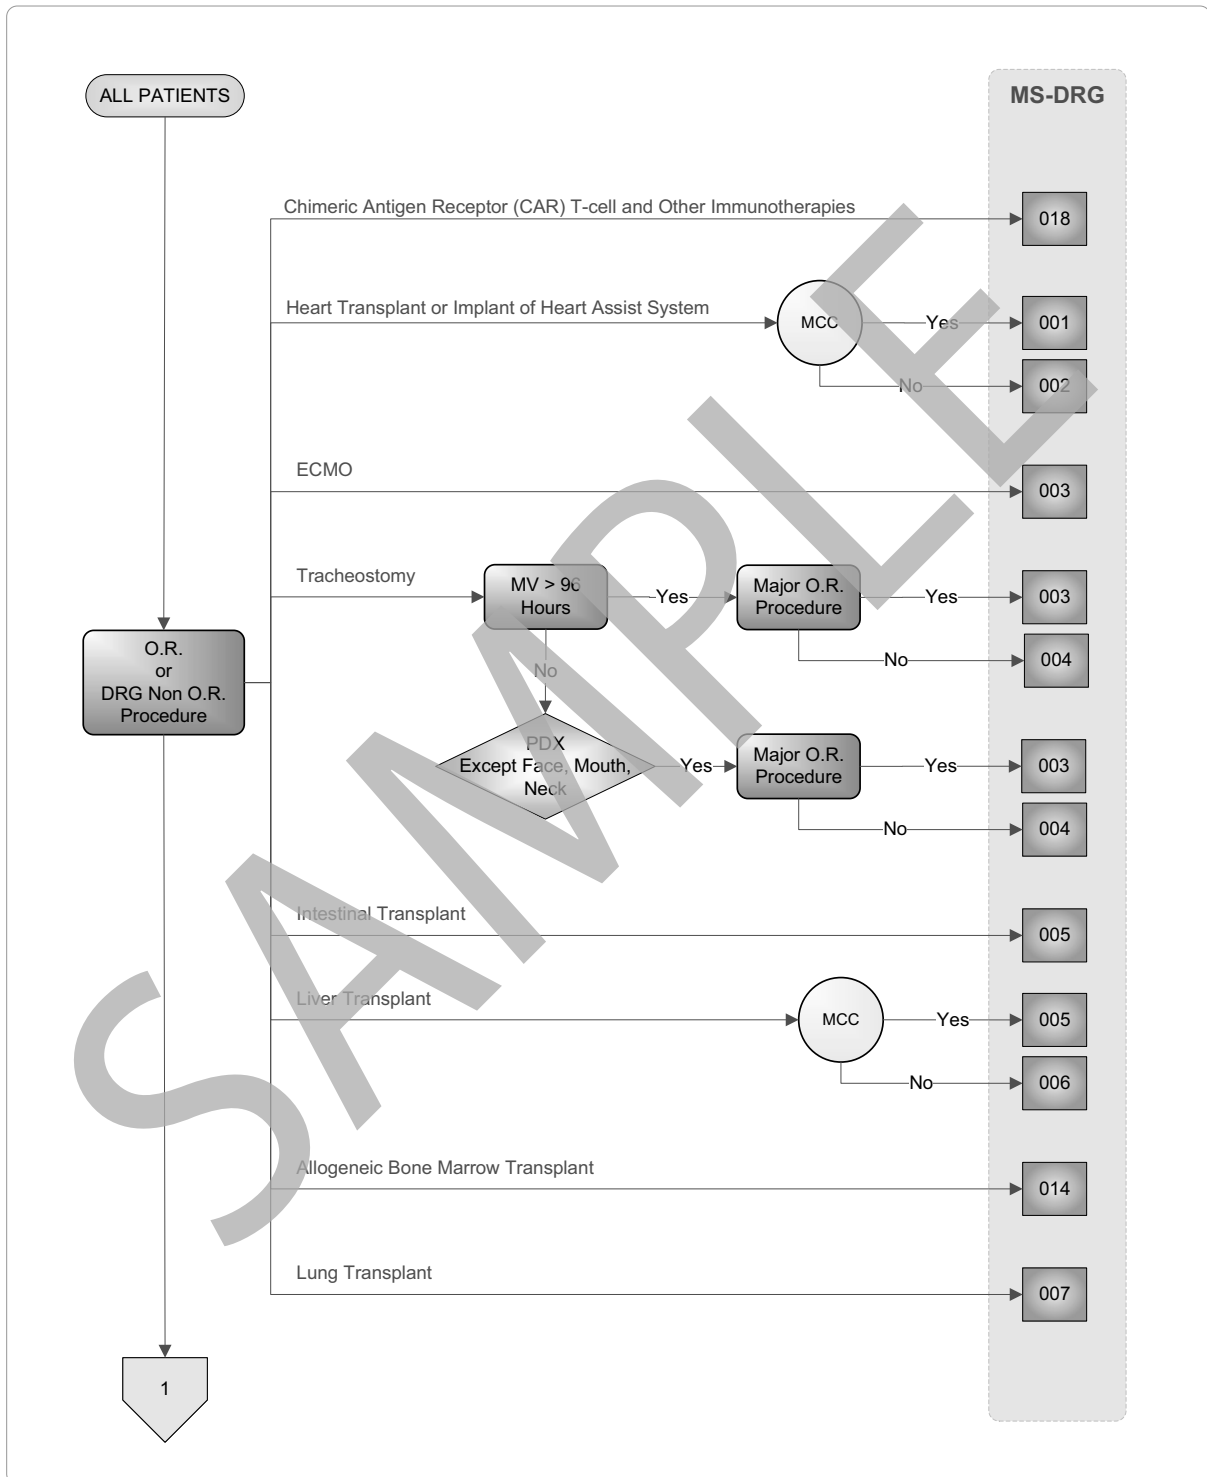 ALL PATIENTS
MS-DRG
Chimeric Antigen Receptor (CAR) T-cell and Other Immunotherapies
018
Heart Transplant or Implant of Heart Assist System
MCC
Yes
001
No
002
ECMO
003
Tracheostomy
MV > 96
Hours
Yes
Major O.R.
Procedure
Yes
003
No
004
O.R.
or
DRG Non O.R.
Procedure
No
PDX
Except Face, Mouth,
Neck
Yes
Major O.R.
Procedure
Yes
003
No
004
Intestinal Transplant
005
Liver Transplant
MCC
Yes
005
No
006
Allogeneic Bone Marrow Transplant
014
Lung Transplant
007
1
SAMPLE